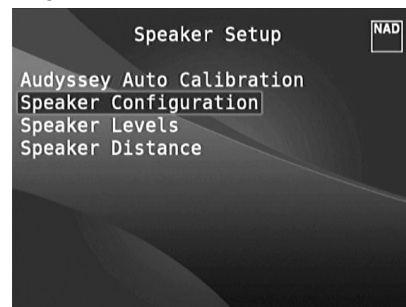 Speaker Setup
NAD
Audyssey Auto Calibration
Speaker Configuration
Speaker Levels
Speaker Distance